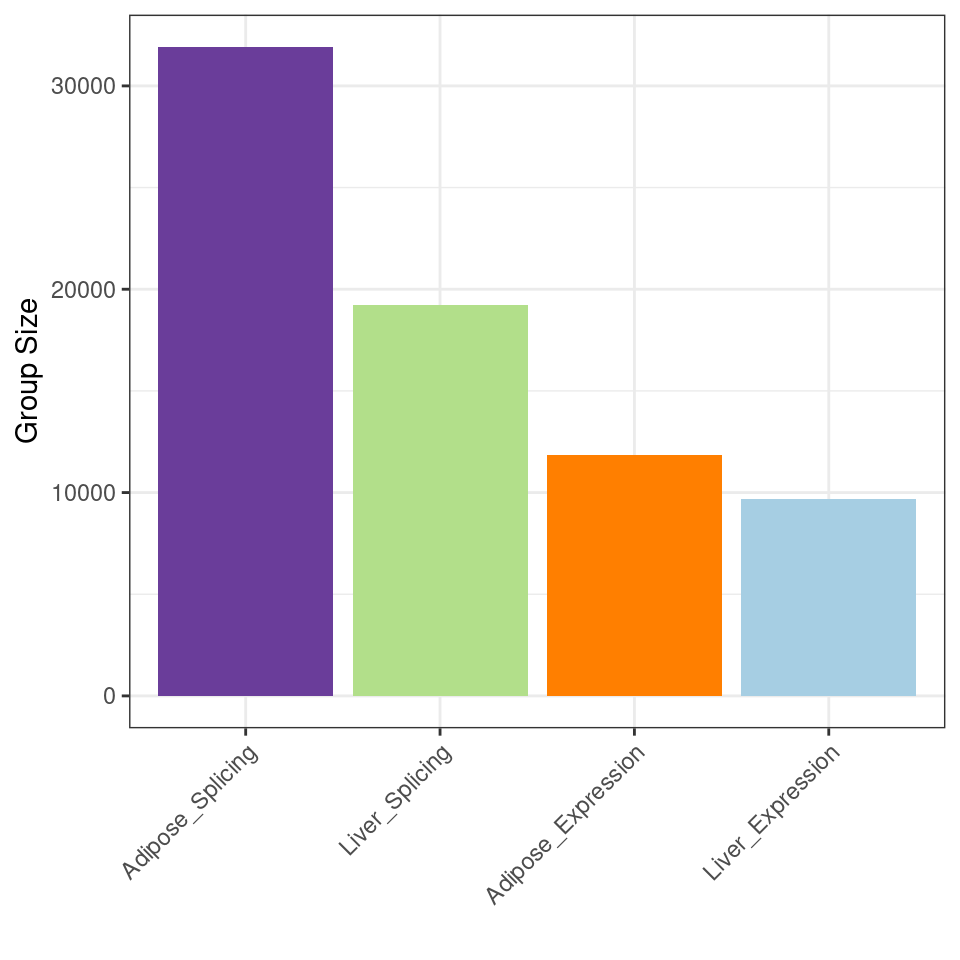 Group Size
30000
20000
10000
0
Adipose_Splicing
Liver_Splicing
Adipose_Expression
Liver_Expression